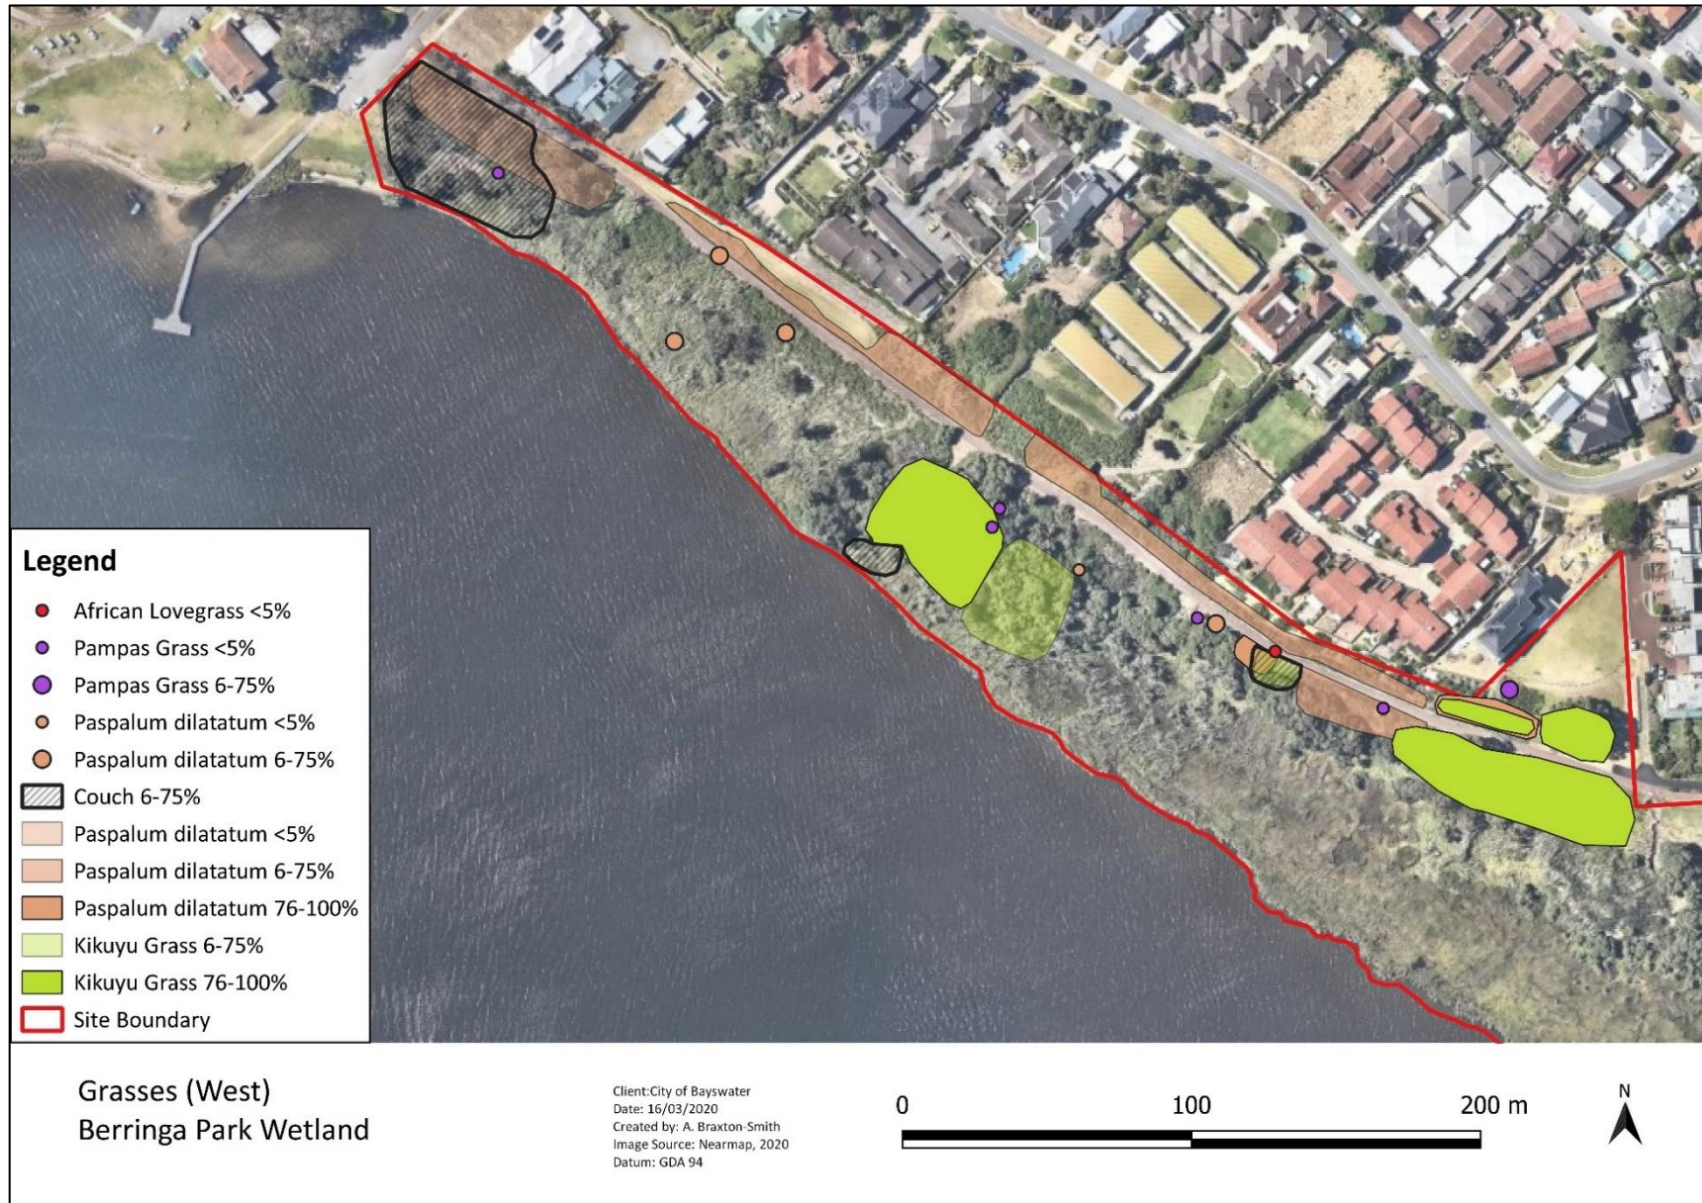 Legend
African Lovegrass <5%
Pampas Grass <5%
Pampas Grass 6-75%
Paspalum dilatatum <5%
Paspalum dilatatum 6-75%
Couch 6-75%
Paspalum dilatatum <5%
Paspalum dilatatum 6-75%
Paspalum dilatatum 76-100%
Kikuyu Grass 6-75%
Kikuyu Grass 76-100%
Site Boundary
Grasses (West)
Berringa Park Wetland
Client:City of Bayswater
Date: 16/03/2020
Created by: A. Braxton-Smith
Image Source: Nearmap, 2020
Datum: GDA 94
0 100 200 m
N